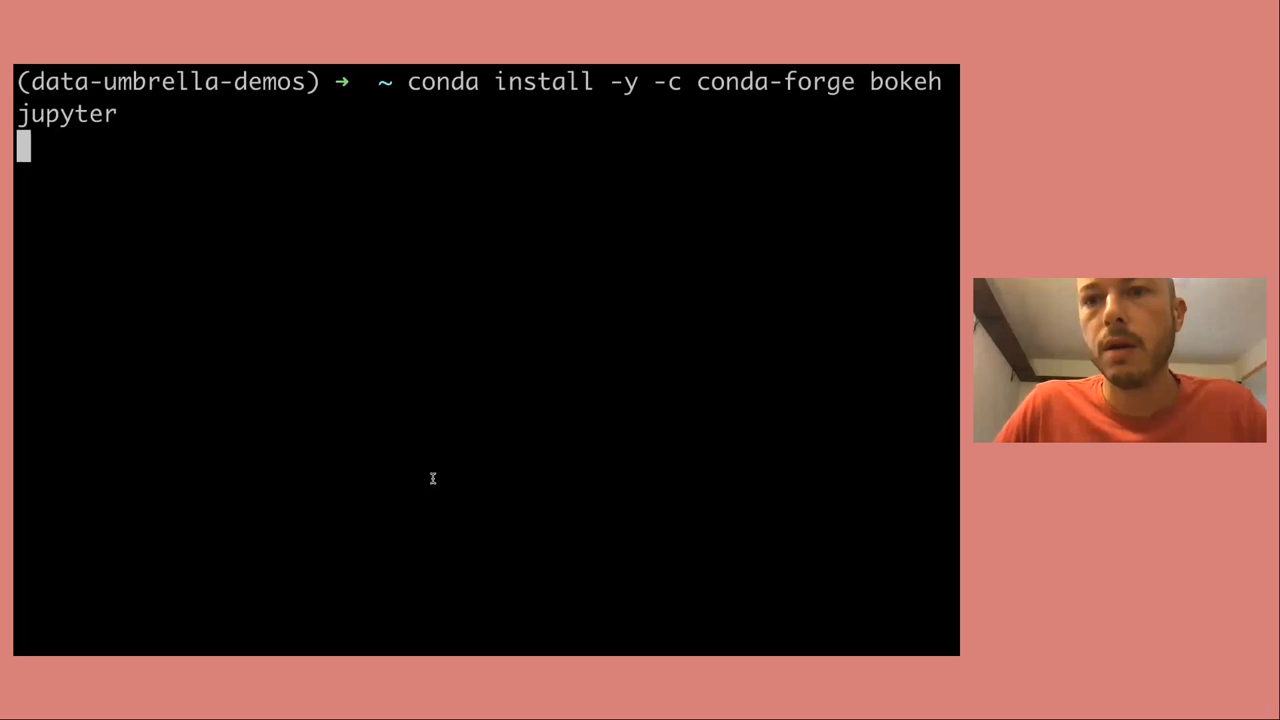 (data-umbrella-demos) ➜ ~ conda install -y -c conda-forge bokeh
jupyter